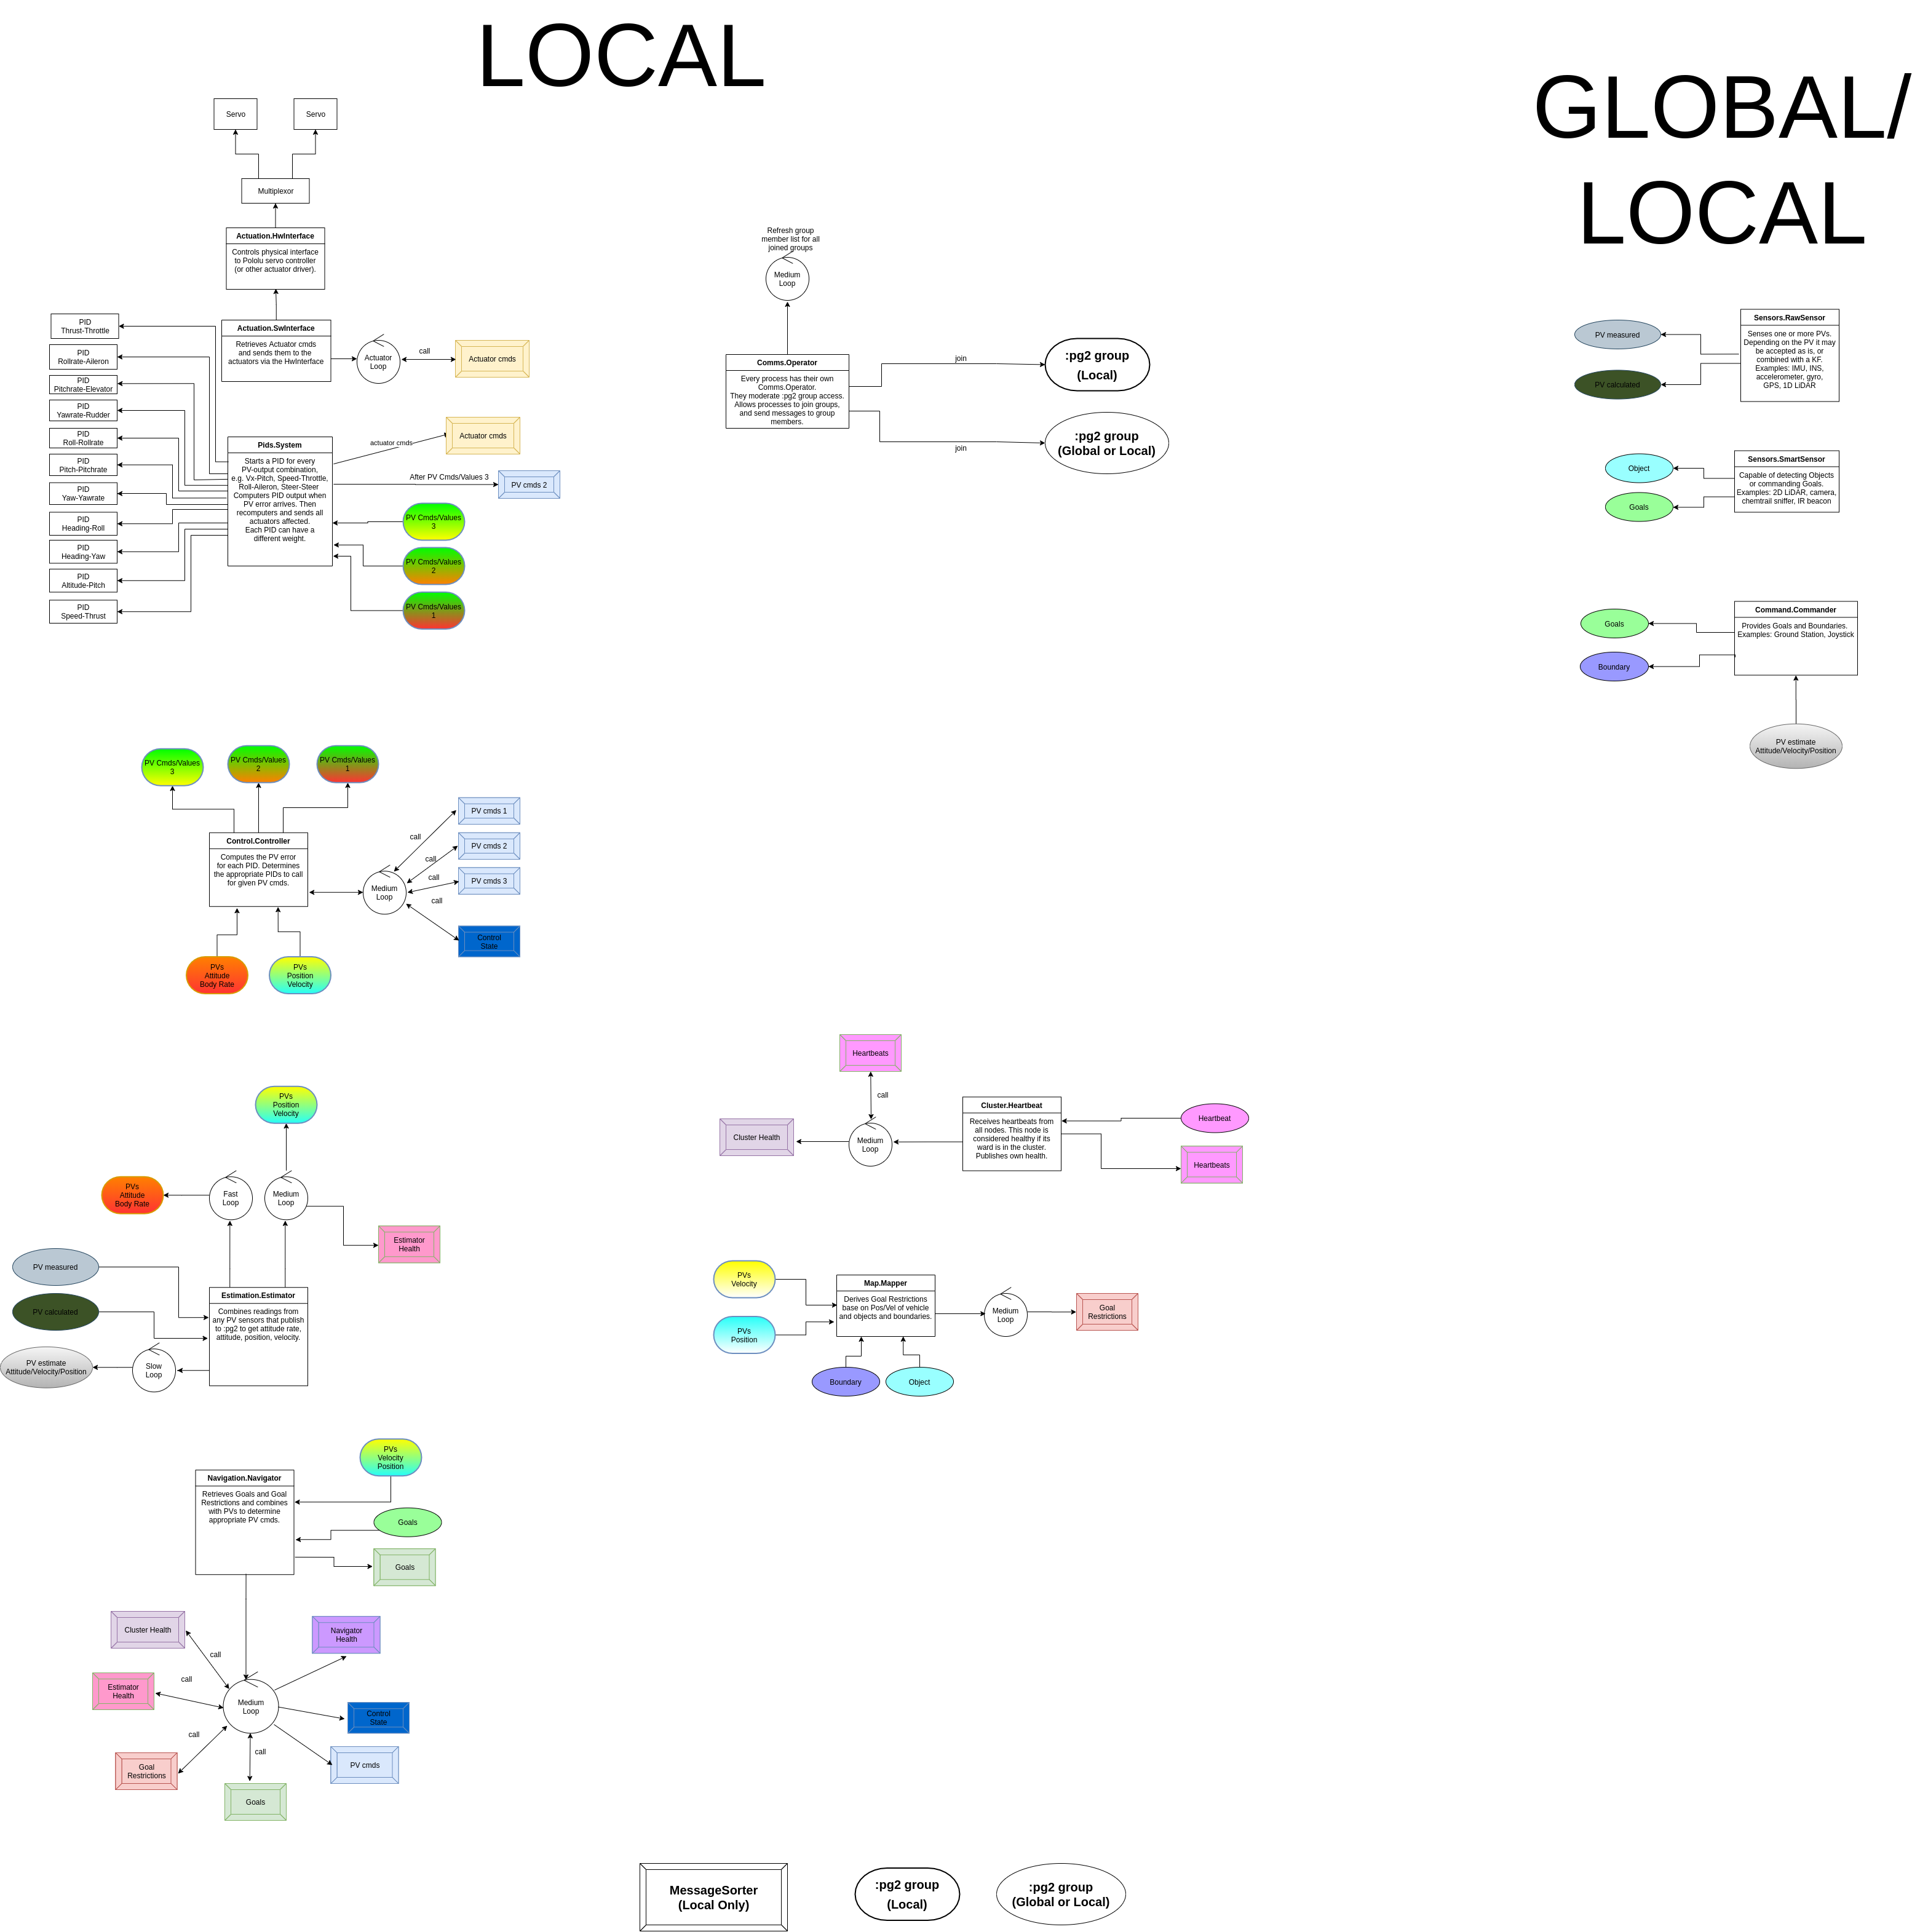 LOCAL
GLOBAL/
LOCAL
Servo
Servo
Multiplexor
Actuation.HwInterface
Controls physical interface
to Pololu servo controller
(or other actuator driver).
Actuation.SwInterface
Retrieves Actuator cmds
and sends them to the
actuators via the HwInterface
Actuator
Loop
call
Actuator cmds
PID
Thrust-Throttle
PID
Rollrate-Aileron
PID
Pitchrate-Elevator
PID
Yawrate-Rudder
PID
Roll-Rollrate
PID
Pitch-Pitchrate
PID
Yaw-Yawrate
PID
Heading-Roll
PID
Heading-Yaw
PID
Altitude-Pitch
PID
Speed-Thrust
Pids.System
Starts a PID for every
PV-output combination,
e.g. Vx-Pitch, Speed-Throttle,
Roll-Aileron, Steer-Steer
Computers PID output when
PV error arrives. Then
recomputers and sends all
actuators affected.
Each PID can have a
different weight.
actuator cmds
Actuator cmds
After PV Cmds/Values 3
PV cmds 2
PV Cmds/Values
3
PV Cmds/Values
2
PV Cmds/Values
1
Refresh group
member list for all
joined groups
Medium
Loop
Comms.Operator
Every process has their own
Comms.Operator.
They moderate :pg2 group access.
Allows processes to join groups,
and send messages to group
members.
join
:pg2 group
(Local)
join
:pg2 group
(Global or Local)
PV measured
PV calculated
Sensors.RawSensor
Senses one or more PVs.
Depending on the PV it may
be accepted as is, or
combined with a KF.
Examples: IMU, INS,
accelerometer, gyro,
GPS, 1D LiDAR
Object
Goals
Sensors.SmartSensor
Capable of detecting Objects
or commanding Goals.
Examples: 2D LiDAR, camera,
chemtrail sniffer, IR beacon
Goals
Boundary
Command.Commander
Provides Goals and Boundaries.
Examples: Ground Station, Joystick
PV estimate
Attitude/Velocity/Position
PV Cmds/Values
3
PV Cmds/Values
2
PV Cmds/Values
1
Control.Controller
Computes the PV error
for each PID. Determines
the appropriate PIDs to call
for given PV cmds.
Medium
Loop
call
call
call
call
PV cmds 1
PV cmds 2
PV cmds 3
Control
State
PVs
Attitude
Body Rate
PVs
Position
Velocity
PVs
Position
Velocity
PVs
Attitude
Body Rate
Fast
Loop
Medium
Loop
Estimator
Health
PV measured
PV calculated
PV estimate
Attitude/Velocity/Position
Slow
Loop
Estimation.Estimator
Combines readings from
any PV sensors that publish
to :pg2 to get attitude rate,
attitude, position, velocity.
Heartbeats
call
Cluster Health
Medium
Loop
Cluster.Heartbeat
Receives heartbeats from
all nodes. This node is
considered healthy if its
ward is in the cluster.
Publishes own health.
Heartbeat
Heartbeats
PVs
Velocity
PVs
Position
Map.Mapper
Derives Goal Restrictions
base on Pos/Vel of vehicle
and objects and boundaries.
Medium
Loop
Goal
Restrictions
Boundary
Object
PVs
Velocity
Position
Navigation.Navigator
Retrieves Goals and Goal
Restrictions and combines
with PVs to determine
appropriate PV cmds.
Goals
Goals
Cluster Health
call
Navigator
Health
Estimator
Health
call
Medium
Loop
Control
State
call
Goal
Restrictions
call
PV cmds
Goals
MessageSorter
(Local Only)
:pg2 group
(Local)
:pg2 group
(Global or Local)